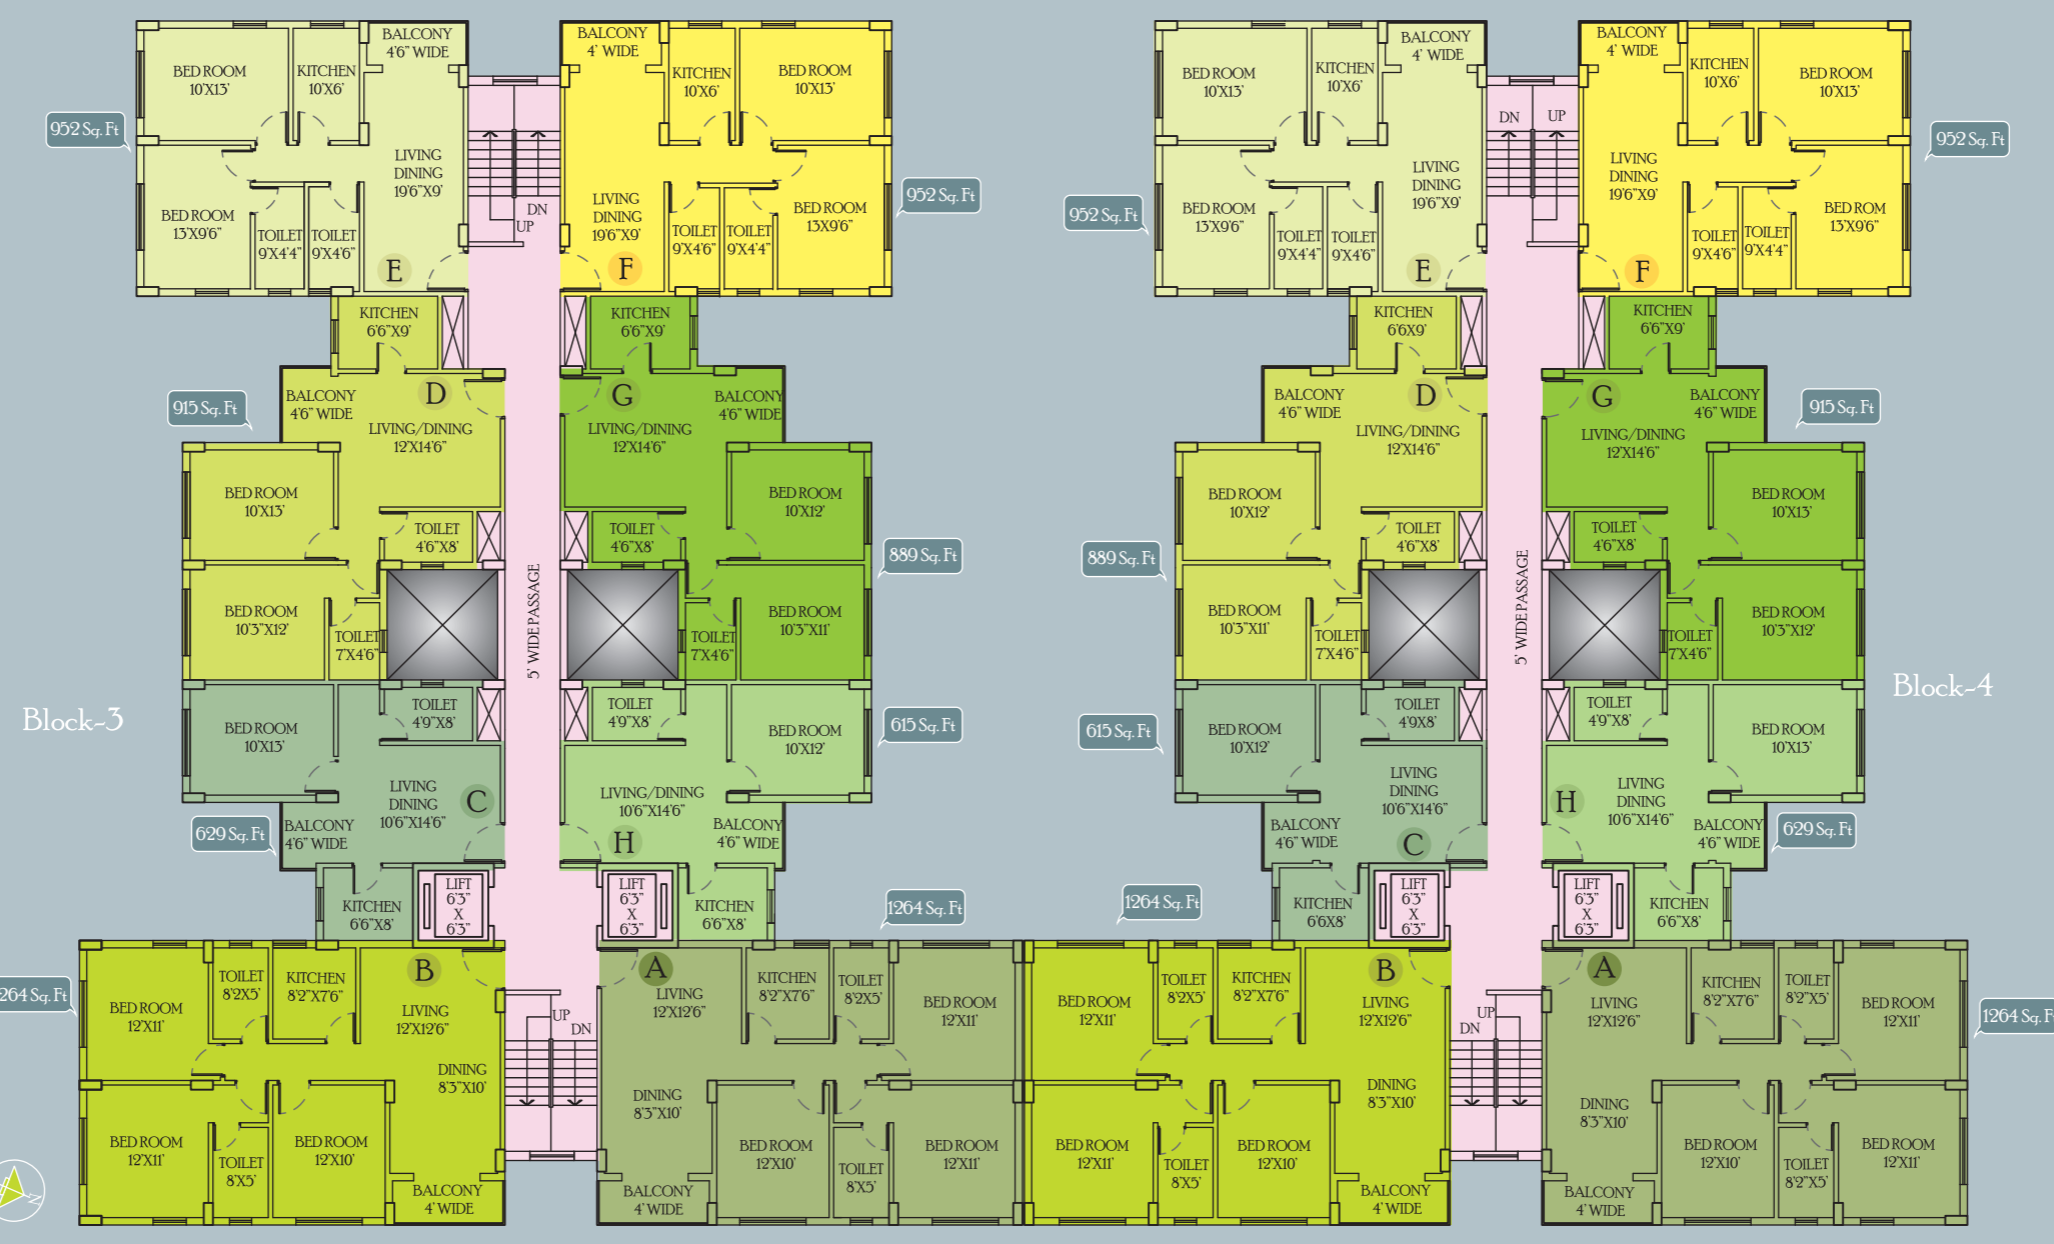 BALCONY
4'6" WIDE
BED ROOM
10'X13'
KITCHEN
10'X6'
952 Sq. Ft
LIVING
DINING
19'6"X9'
BED ROOM
13'X9'6"
TOILET
9'X4'4"
TOILET
9'X4'6"
E
DN
UP
BALCONY
4' WIDE
KITCHEN
10'X6'
BED ROOM
10'X13'
LIVING
DINING
19'6"X9'
952 Sq. Ft
BED ROOM
13'X9'6"
TOILET
9'X4'6"
TOILET
9'X4'4"
F
KITCHEN
6'6"X9'
BALCONY
4'6" WIDE
D
915 Sq. Ft
LIVING/DINING
12'X14'6"
BED ROOM
10'X13'
TOILET
4'6"X8'
BED ROOM
10'3"X12'
TOILET
7'X4'6"
KITCHEN
6'6"X9'
G
BALCONY
4'6" WIDE
LIVING/DINING
12'X14'6"
BED ROOM
10'X12'
TOILET
4'6"X8'
889 Sq. Ft
BED ROOM
10'3"X11'
TOILET
7'X4'6"
5' WIDE PASSAGE
Block-3
BED ROOM
10'X13'
TOILET
4'9"X8'
LIVING
DINING
10'6"X14'6"
C
629 Sq. Ft
BALCONY
4'6" WIDE
KITCHEN
6'6"X8'
LIFT
6'3"
X
6'3"
TOILET
4'9"X8'
BED ROOM
10'X12'
615 Sq. Ft
LIVING/DINING
10'6"X14'6"
BALCONY
4'6" WIDE
H
LIFT
6'3"
X
6'3"
KITCHEN
6'6"X8'
1264 Sq. Ft
264 Sq. Ft
BED ROOM
12'X11'
TOILET
8'2X5'
KITCHEN
8'2"X7'6"
B
LIVING
12'X12'6"
DINING
8'3"X10'
BED ROOM
12'X11'
TOILET
8'X5'
BED ROOM
12'X10'
BALCONY
4' WIDE
N
UP
DN
A
LIVING
12'X12'6"
KITCHEN
8'2"X7'6"
TOILET
8'2X5'
BED ROOM
12'X11'
DINING
8'3"X10'
BED ROOM
12'X10'
TOILET
8'X5'
BED ROOM
12'X11'
BALCONY
4' WIDE
BALCONY
4' WIDE
BED ROOM
10'X13'
KITCHEN
10'X6'
LIVING
DINING
19'6"X9'
952 Sq. Ft
BED ROOM
13'X9'6"
TOILET
9'X4'4"
TOILET
9'X4'6"
E
DN
UP
BALCONY
4' WIDE
KITCHEN
10'X6'
BED ROOM
10'X13'
952 Sq. Ft
LIVING
DINING
19'6"X9'
BED ROM
13'X9'6"
TOILET
9'X4'6"
TOILET
9'X4'4"
F
KITCHEN
6'6X9'
BALCONY
4'6" WIDE
D
LIVING/DINING
12'X14'6"
BED ROOM
10'X12'
TOILET
4'6"X8'
889 Sq. Ft
BED ROOM
10'3"X11'
TOILET
7'X4'6"
KITCHEN
6'6"X9'
G
BALCONY
4'6" WIDE
915 Sq. Ft
LIVING/DINING
12'X14'6"
BED ROOM
10'X13'
TOILET
4'6"X8'
BED ROOM
10'3"X12'
TOILET
7'X4'6"
5' WIDE PASSAGE
Block-4
615 Sq. Ft
BED ROOM
10'X12'
TOILET
4'9X8'
LIVING
DINING
10'6"X14'6"
BALCONY
4'6" WIDE
C
KITCHEN
6'6X8'
LIFT
6'3"
X
6'3"
TOILET
4'9"X8'
BED ROOM
10'X13'
H
LIVING
DINING
10'6"X14'6"
BALCONY
4'6" WIDE
629 Sq. Ft
LIFT
6'3"
X
6'3"
KITCHEN
6'6"X8'
1264 Sq. Ft
BED ROOM
12'X11'
TOILET
8'2X5'
KITCHEN
8'2"X7'6"
B
LIVING
12'X12'6"
DINING
8'3"X10'
BED ROOM
12'X11'
TOILET
8'X5'
BED ROOM
12'X10'
BALCONY
4' WIDE
UP
DN
A
LIVING
12'X12'6"
KITCHEN
8'2"X7'6"
TOILET
8'2"X5'
BED ROOM
12'X11'
1264 Sq. F
DINING
8'3"X10'
BED ROOM
12'X10'
TOILET
8'2"X5'
BED ROOM
12'X11'
BALCONY
4' WIDE